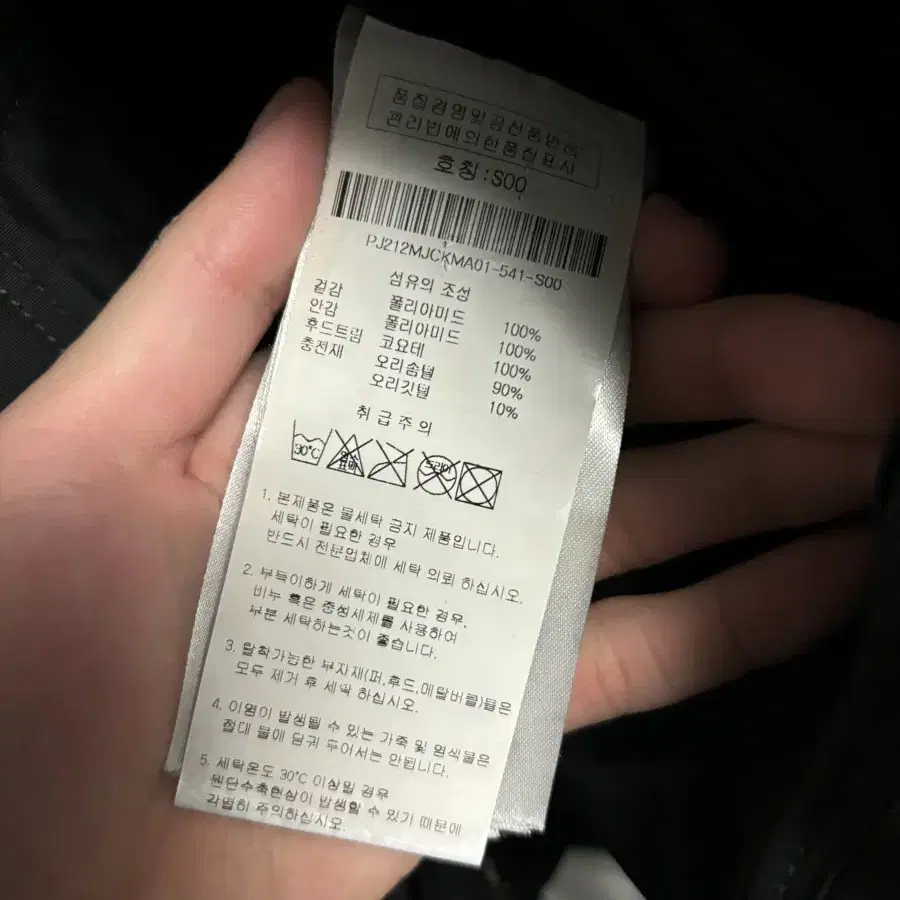 품질경영및공산품안전
관리법에의한품질표시
호칭:S00
PJ212MJCKMA01-541-S00
섬유의 조성
겉감 폴리아미드 100%
안감 폴리아미드 100%
후드트림 코요테 100%
충전재 오리솜털 90%
오리깃털 10%
취급주의
30℃ 염소표백 드라이
1. 본제품은 물세탁 금지 제품입니다.
세탁이 필요한 경우
반드시 전문업체에 세탁 의뢰 하십시오.
2. 부득이하게 세탁이 필요한 경우,
비누 혹은 중성세제를 사용하여
부분 세탁하는것이 좋습니다.
3. 탈착가능한 부자재(퍼,후드,메탈버클)들은
모두 제거 후 세탁 하십시오.
4. 이염이 발생될 수 있는 가죽 및 원색물은
절대 물에 담궈 두어서는 안됩니다.
5. 세탁온도 30℃ 이상일 경우
원단수축현상이 발생할 수 있기 때문에
각별히 주의하십시오.